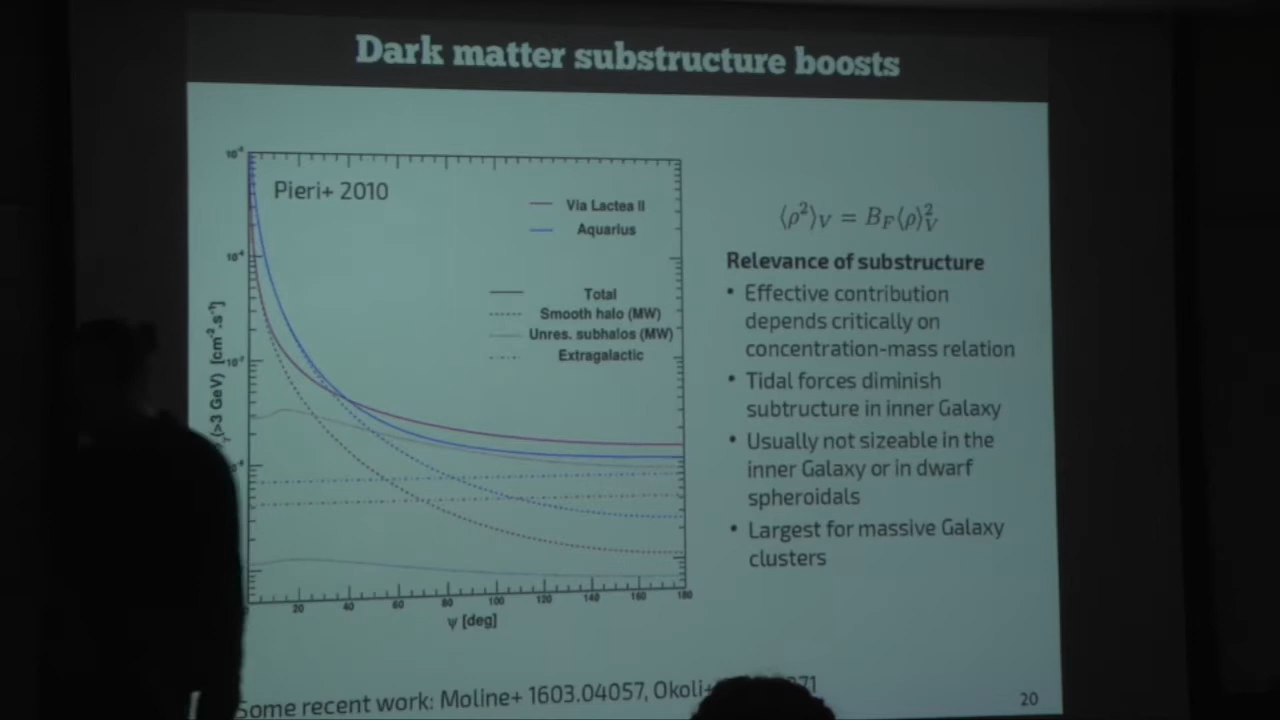 Dark matter substructure boosts
Pieri+ 2010
Via Lactea II
Aquarius
Total
Smooth halo (MW)
Unres. subhalos (MW)
Extragalactic
(>3 GeV) [cm⁻².s⁻¹]
20 40 60 80 100 120 140 160 180
ψ [deg]
⟨ρ²⟩V = BF⟨ρ⟩²V
Relevance of substructure
• Effective contribution
depends critically on
concentration-mass relation
• Tidal forces diminish
subtructure in inner Galaxy
• Usually not sizeable in the
inner Galaxy or in dwarf
spheroidals
• Largest for massive Galaxy
clusters
Some recent work: Moline+ 1603.04057, Okoli+
20